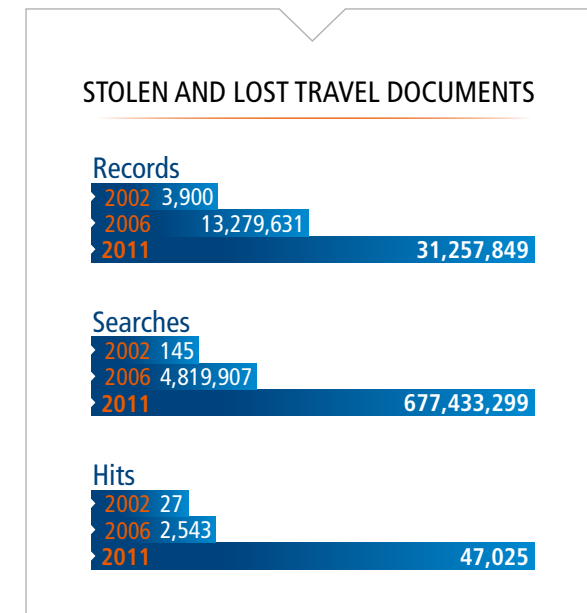 STOLEN AND LOST TRAVEL DOCUMENTS
Records
2002 3,900
2006 13,279,631
2011 31,257,849
Searches
2002 145
2006 4,819,907
2011 677,433,299
Hits
2002 27
2006 2,543
2011 47,025